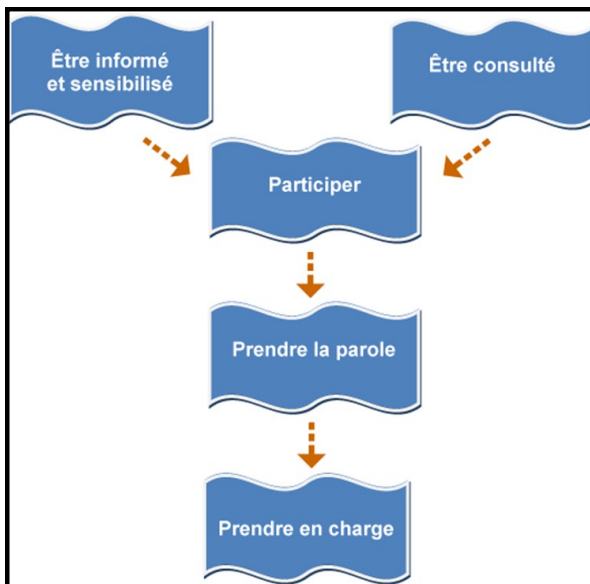 Être informé
et sensibilisé
Être consulté
Participer
Prendre la parole
Prendre en charge